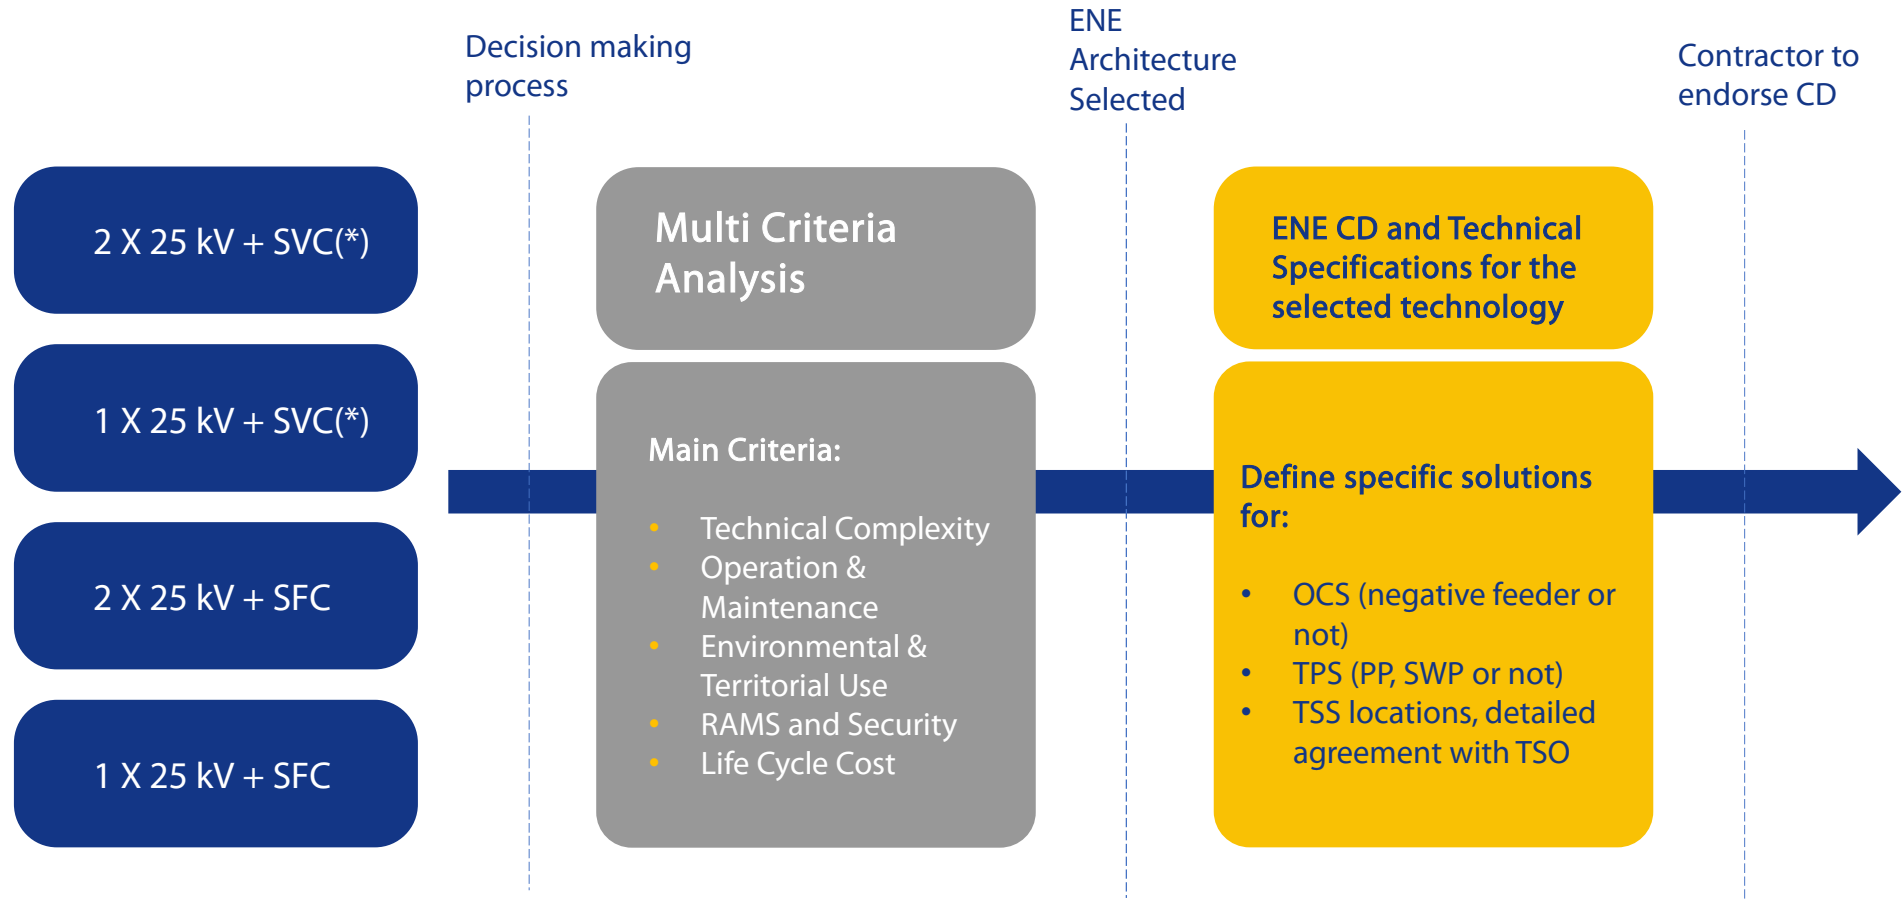 Decision making
process
ENE
Architecture
Selected
Contractor to
endorse CD
2 X 25 kV + SVC(*)
1 X 25 kV + SVC(*)
2 X 25 kV + SFC
1 X 25 kV + SFC
Multi Criteria
Analysis
Main Criteria:
• Technical Complexity
• Operation &
Maintenance
• Environmental &
Territorial Use
• RAMS and Security
• Life Cycle Cost
ENE CD and Technical
Specifications for the
selected technology
Define specific solutions
for:
• OCS (negative feeder or
not)
• TPS (PP, SWP or not)
• TSS locations, detailed
agreement with TSO